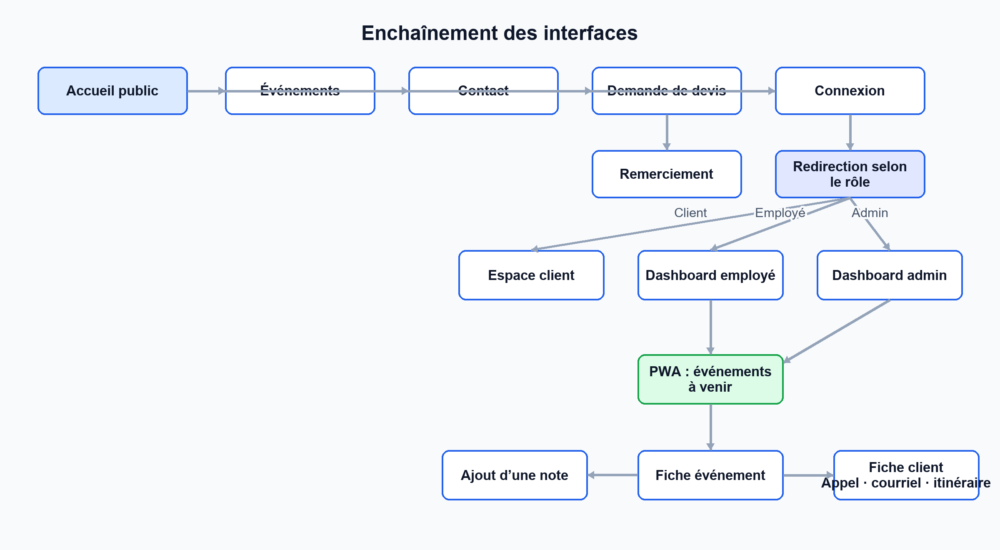 Enchaînement des interfaces
Accueil public
Événements
Contact
Demande de devis
Connexion
Remerciement
Redirection selon
le rôle
Client
Employé
Admin
Espace client
Dashboard employé
Dashboard admin
PWA : événements
à venir
Ajout d’une note
Fiche événement
Fiche client
Appel · courriel · itinéraire